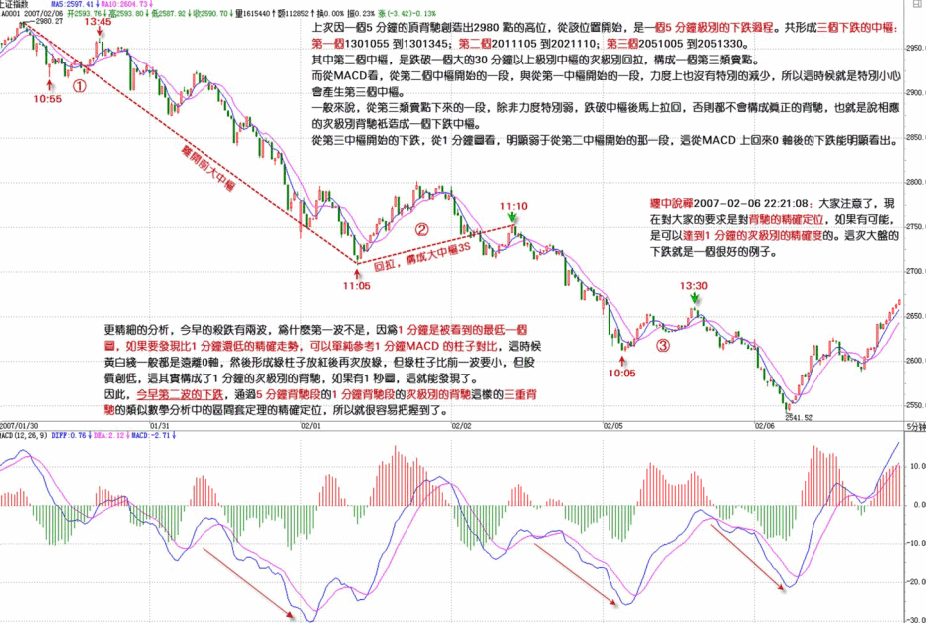 上证指数 MA5:2597.41↓MA10:2604.73↓
A0001 2007/02/06 开2593.76↓高2593.80↓低2587.92↓收2590.70↓量1615440↑额112852↑换0.00% 振0.23% 涨(-3.42)-0.13%
2980.27
13:45
上次因一個5 分鐘的頂背馳創造出2980 點的高位，從該位置開始，是一個5 分鐘級別的下跌過程。共形成三個下跌的中樞：
第一個1301055 到1301345；第二個2011105 到2021110；第三個2051005 到2051330。
其中第二個中樞，是跌破一個大的30 分鐘以上級別中樞的次級別回拉，構成一個第三類賣點。
而從MACD看，從第二個中樞開始的一段，與從第一中樞開始的一段，力度上也沒有特別的減少，所以這時候就是特別小心
會產生第三個中樞。
一般來說，從第三類賣點下來的一段，除非力度特別弱，跌破中樞後馬上拉回，否則都不會構成真正的背馳，也就是說相應
的次級別背馳衹造成一個下跌中樞。
從第三中樞開始的下跌，從1 分鐘圖看，明顯弱于從第二中樞開始的那一段，這從MACD 上回來0 軸後的下跌能明顯看出。
10:55
①
離開前大中樞
②
11:10
回拉，構成大中樞3S
11:05
纏中說禪2007-02-06 22:21:08：大家注意了，現
在對大家的要求是對背馳的精確定位，如果有可能，
是可以達到1 分鐘的次級別的精確度的。這次大盤的
下跌就是一個很好的例子。
13:30
③
10:05
更精細的分析，今早的殺跌有兩波，爲什麼第一波不是，因爲1 分鐘是被看到的最低一個
圖，如果要發現比1 分鐘還低的精確走勢，可以單純參考1 分鐘MACD 的柱子對比，這時候
黃白綫一般都是遠離0軸，然後形成綠柱子放紅後再次放綠，但綠柱子比前一波要小，但股
價創低，這其實構成了1 分鐘的次級別的背馳，如果有1 秒圖，這就能發現了。
因此，今早第二波的下跌，通過5 分鐘背馳段的1 分鐘背馳段的次級別的背馳這樣的三重背
馳的類似數學分析中的區間套定理的精確定位，所以就很容易把握到了。
2541.52
2950.
2900.
2850.
2800.
2750.
2700.
2650.
2600.
2550.
2007/01/30 01/31 02/01 02/02 02/05 02/06 5分钟
MACD(12,26,9) DIFF:0.76↓DEA:2.12↓MACD:-2.71↓
10.0
0.0
-10.0
-20.0
-30.0